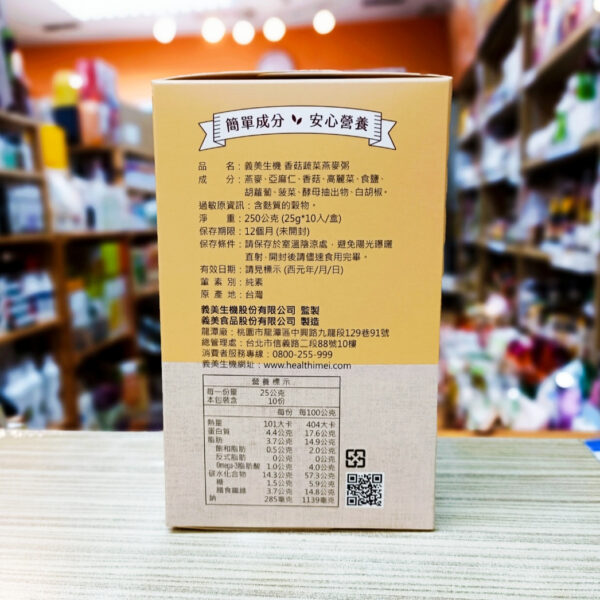 簡單成分 安心營養
品 名：義美生機 香菇蔬菜燕麥粥
成 分：燕麥、亞麻仁、香菇、高麗菜、食鹽、
胡蘿蔔、菠菜、酵母抽出物、白胡椒。
過敏原資訊：含麩質的穀物。
淨 重：250公克 (25g*10入/盒)
保存期限：12個月 (未開封)
保存條件：請保存於室溫陰涼處，避免陽光曝曬
直射，開封後請儘速食用完畢。
有效日期：請見標示 (西元年/月/日)
葷 素 別：純素
原 產 地：台灣
義美生機股份有限公司 監製
義美食品股份有限公司 製造
龍潭廠：桃園市龍潭區中興路九龍段129巷91號
總管理處：台北市信義路二段88號10樓
消費者服務專線：0800-255-999
義美生機網址：www.healthimei.com
營養標示
每一份量 25公克
本包裝含 10份
每份 每100公克
熱量 101大卡 404大卡
蛋白質 4.4公克 17.6公克
脂肪 3.7公克 14.9公克
飽和脂肪 0.5公克 2.0公克
反式脂肪 0公克 0公克
Omega-3脂肪酸 1.0公克 4.0公克
碳水化合物 14.3公克 57.3公克
糖 1.5公克 5.9公克
膳食纖維 3.7公克 14.8公克
鈉 285毫克 1139毫克